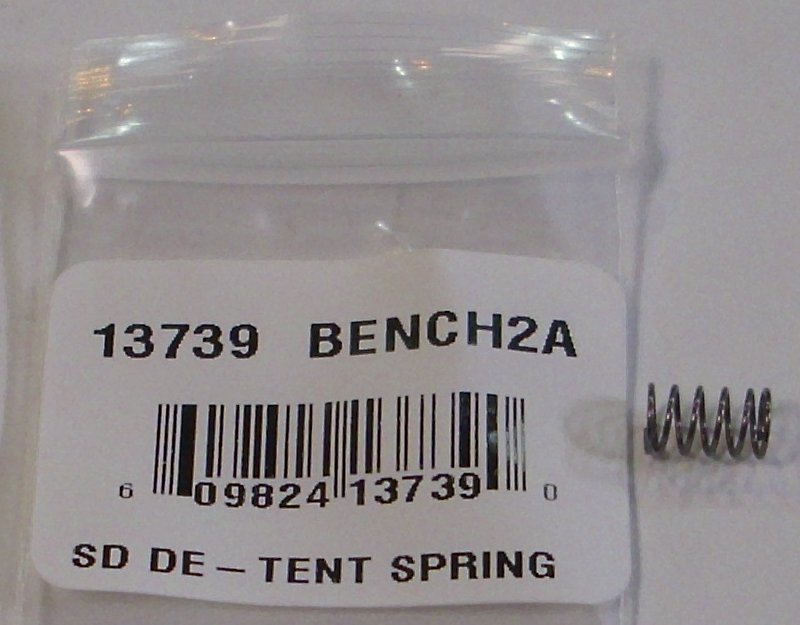 13739 BENCH2A
6 09824 13739 0
SD DE-TENT SPRING